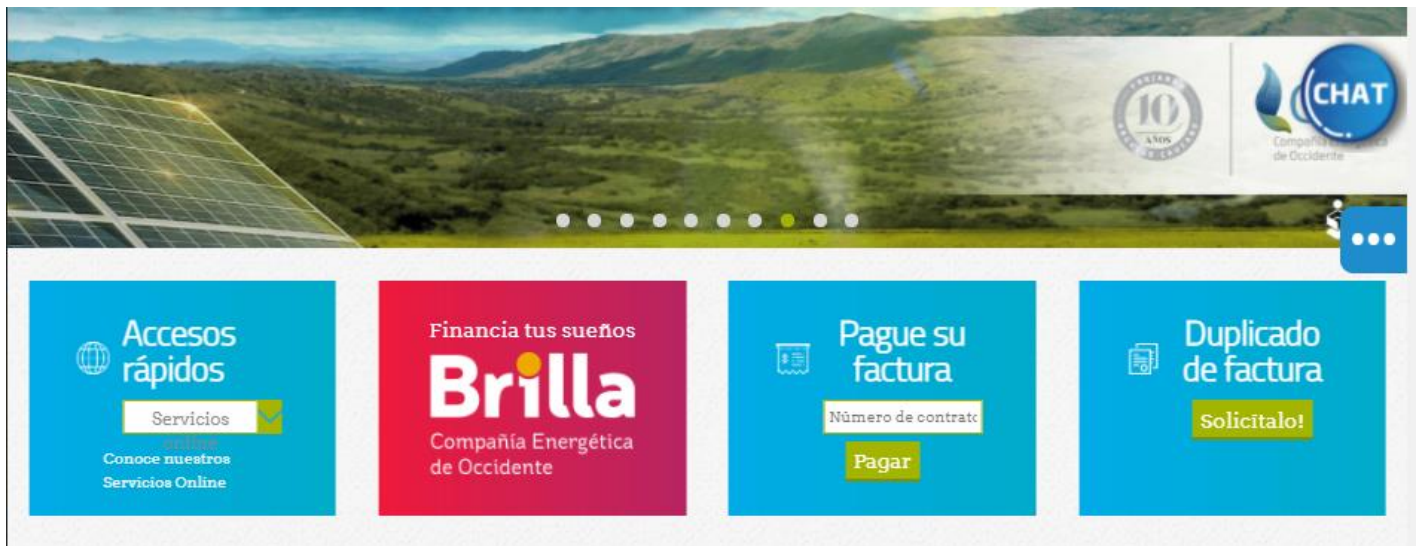 10
AÑOS
CHAT
Compañía
de Occidente
Accesos
rápidos
Servicios
online
Conoce nuestros
Servicios Online
Financia tus sueños
Brilla
Compañía Energética
de Occidente
Pague su
factura
Número de contrato
Pagar
Duplicado
de factura
Solicítalo!